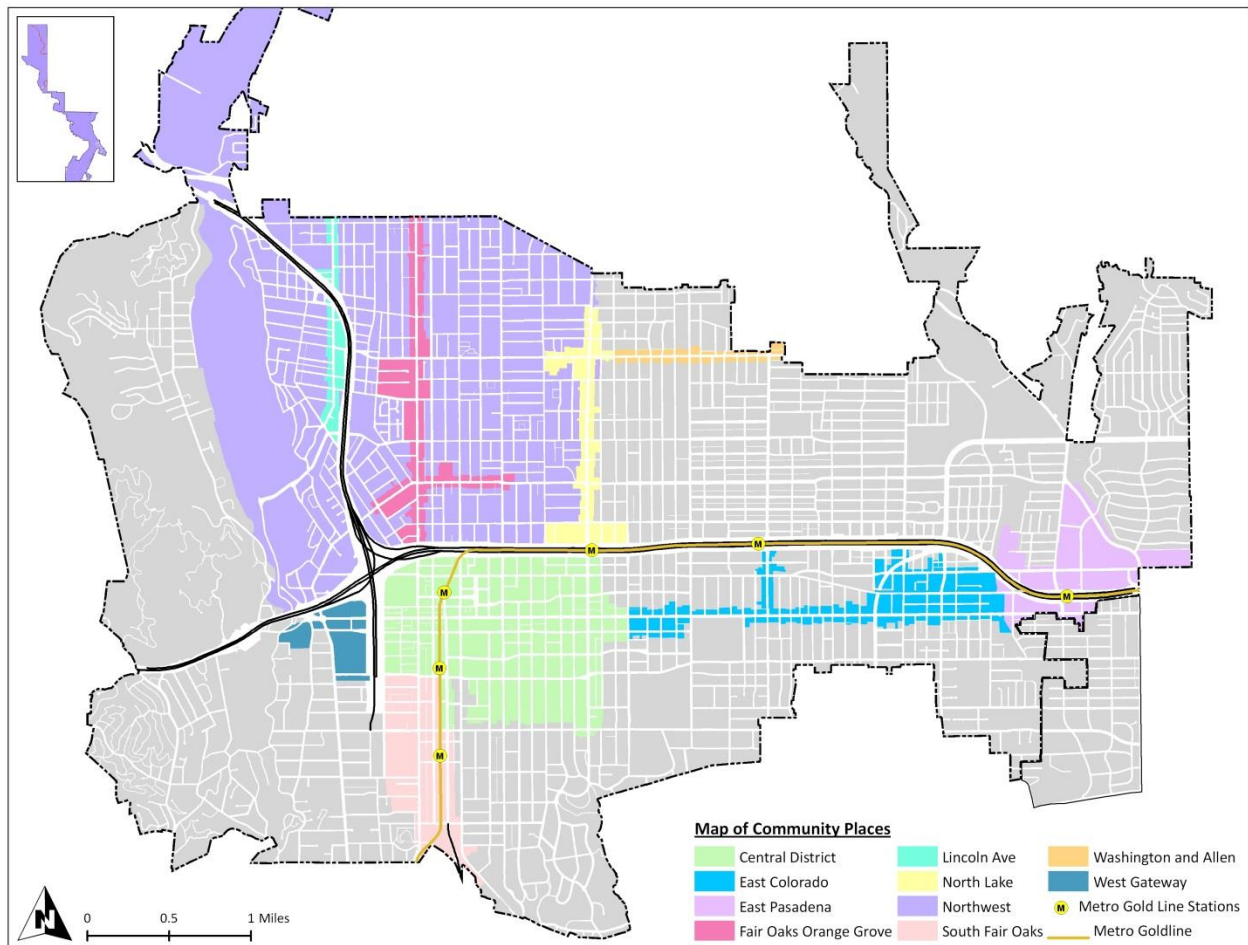 M
M
M
M
M
M
Map of Community Places
Central District
East Colorado
East Pasadena
Fair Oaks Orange Grove
Lincoln Ave
North Lake
Northwest
South Fair Oaks
Washington and Allen
West Gateway
M Metro Gold Line Stations
Metro Goldline
N
0 0.5 1 Miles